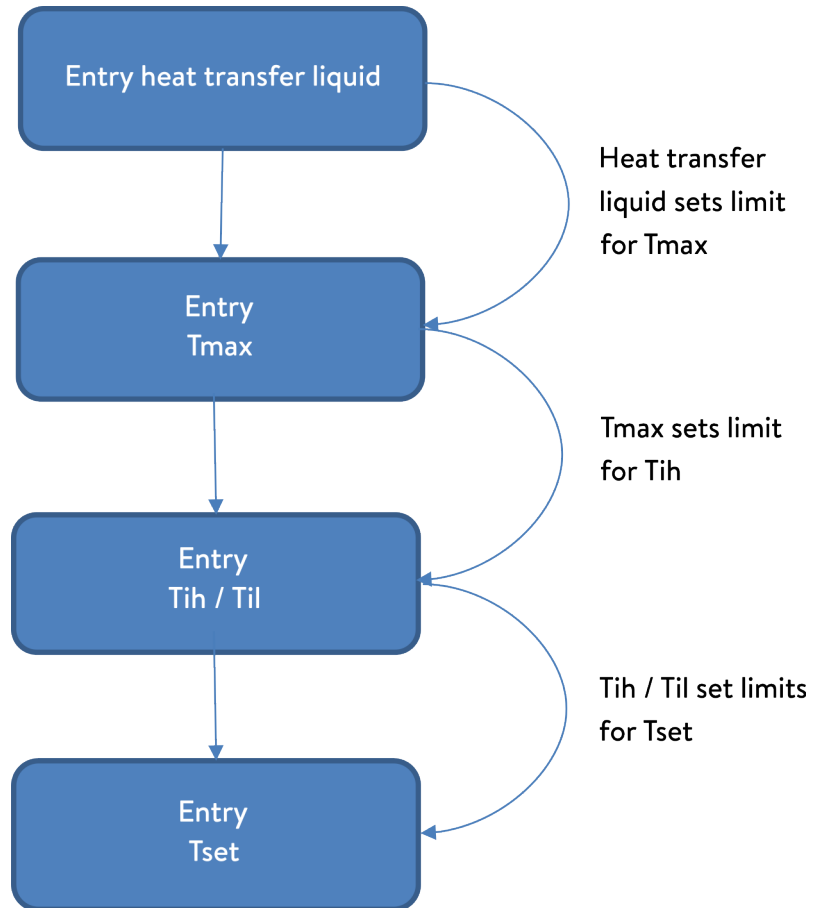 Entry heat transfer liquid
Heat transfer
liquid sets limit
for Tmax
Entry
Tmax
Tmax sets limit
for Tih
Entry
Tih / Til
Tih / Til set limits
for Tset
Entry
Tset